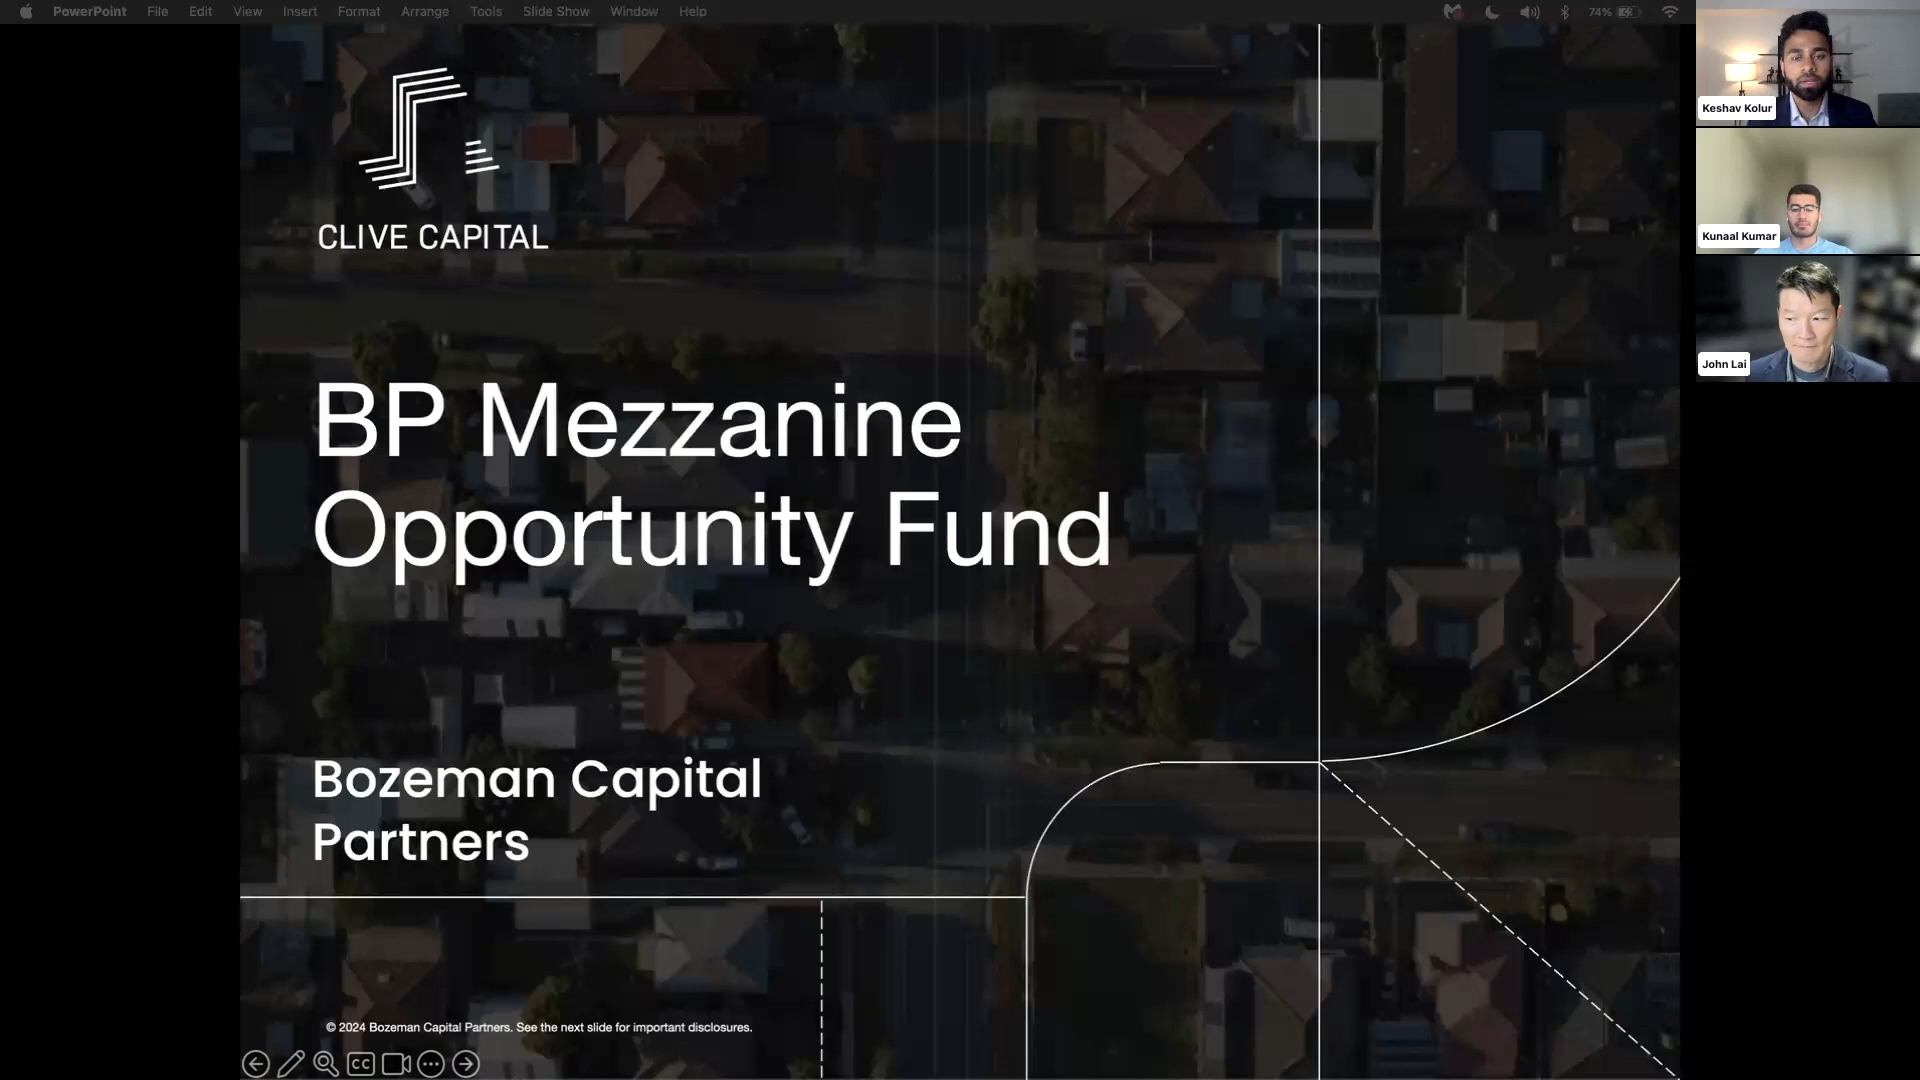 PowerPoint File Edit View Insert Format Arrange Tools Slide Show Window Help 74%
Keshav Kolur
Kunaal Kumar
John Lai
CLIVE CAPITAL
BP Mezzanine
Opportunity Fund
Bozeman Capital
Partners
© 2024 Bozeman Capital Partners. See the next slide for important disclosures.
CC